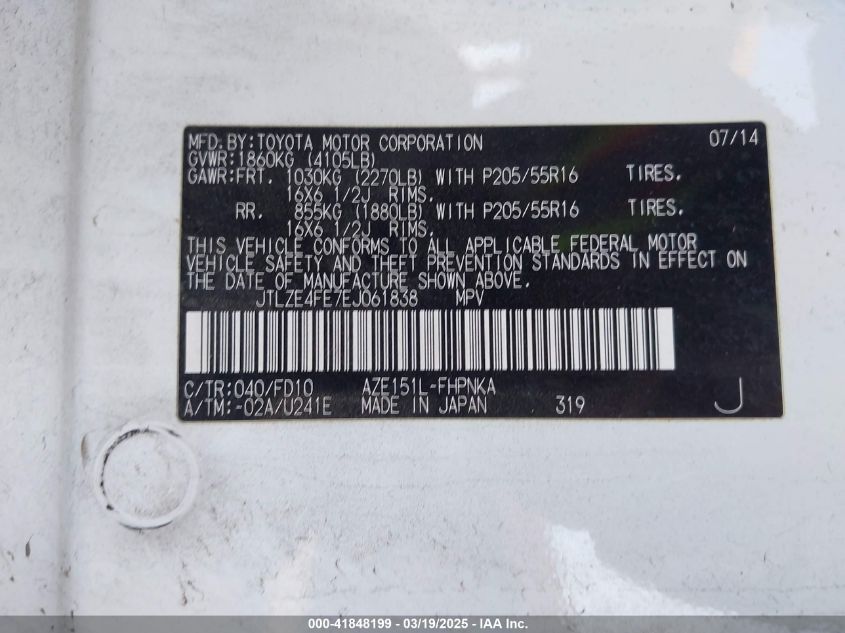 MFD.BY:TOYOTA MOTOR CORPORATION 07/14
GVWR:1860KG (4105LB)
GAWR:FRT. 1030KG (2270LB) WITH P205/55R16 TIRES.
16X6 1/2J RIMS.
RR. 855KG (1880LB) WITH P205/55R16 TIRES.
16X6 1/2J RIMS.
THIS VEHICLE CONFORMS TO ALL APPLICABLE FEDERAL MOTOR
VEHICLE SAFETY AND THEFT PREVENTION STANDARDS IN EFFECT ON
THE DATE OF MANUFACTURE SHOWN ABOVE.
JTLZE4FE7EJ061838 MPV
C/TR:040/FD10 AZE151L-FHPNKA
A/TM:-02A/U241E MADE IN JAPAN 319 J
000-41848199 | 03/19/2025 - IAA Inc.